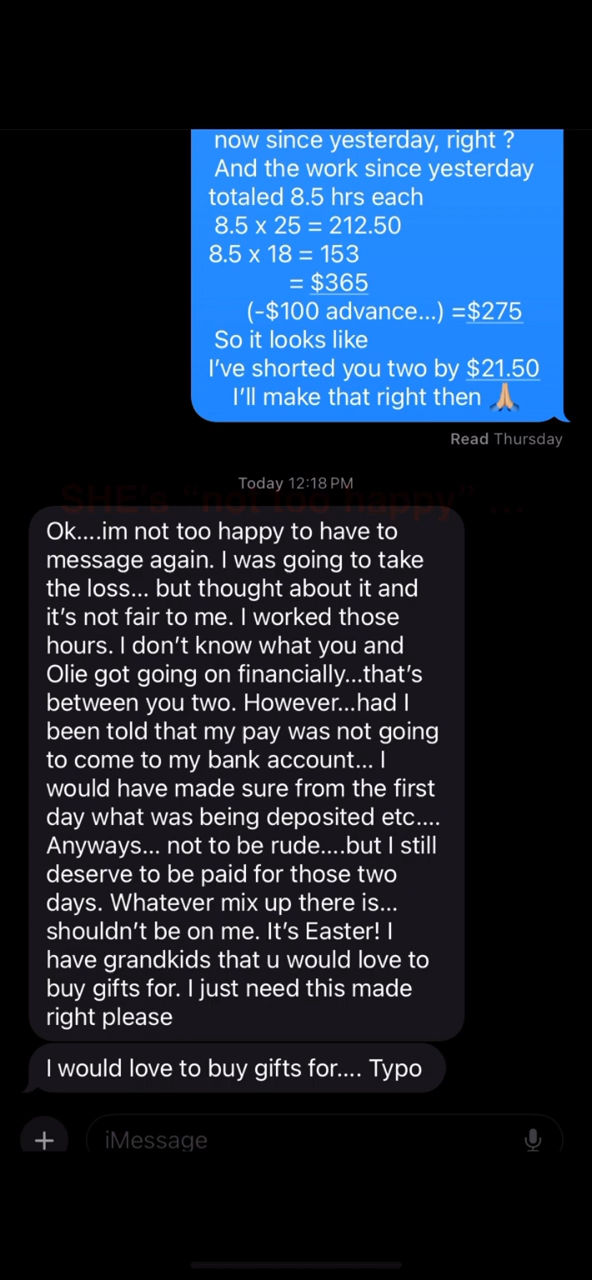 now since yesterday, right ?
And the work since yesterday
totaled 8.5 hrs each
8.5 x 25 = 212.50
8.5 x 18 = 153
= $365
(-$100 advance...) =$275
So it looks like
I've shorted you two by $21.50
I'll make that right then 🙏🏼
Read Thursday
Today 12:18 PM
SHE's "not too happy" ...
Ok....im not too happy to have to
message again. I was going to take
the loss... but thought about it and
it's not fair to me. I worked those
hours. I don't know what you and
Olie got going on financially...that's
between you two. However...had I
been told that my pay was not going
to come to my bank account... I
would have made sure from the first
day what was being deposited etc....
Anyways... not to be rude....but I still
deserve to be paid for those two
days. Whatever mix up there is...
shouldn't be on me. It's Easter! I
have grandkids that u would love to
buy gifts for. I just need this made
right please
I would love to buy gifts for.... Typo
iMessage